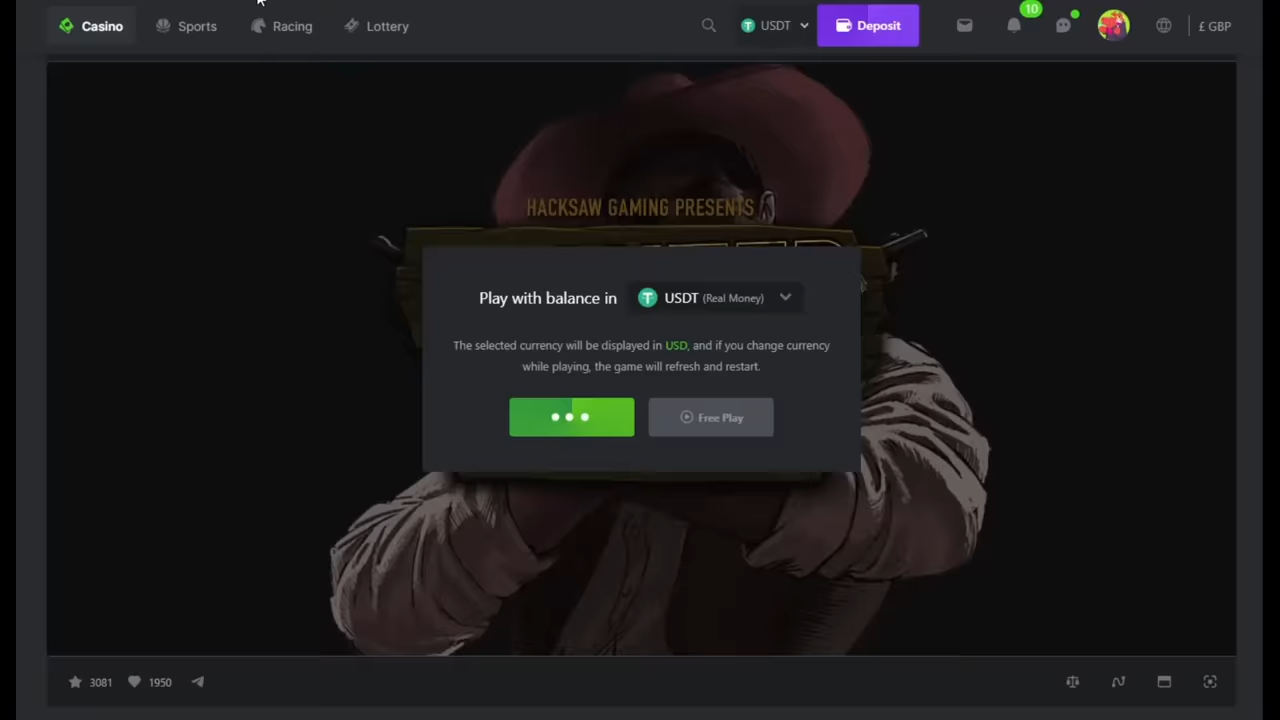 Casino
Sports
Racing
Lottery
USDT
Deposit
10
£ GBP
HACKSAW GAMING PRESENTS
Play with balance in
USDT (Real Money)
The selected currency will be displayed in USD, and if you change currency
while playing, the game will refresh and restart.
Free Play
3081
1950